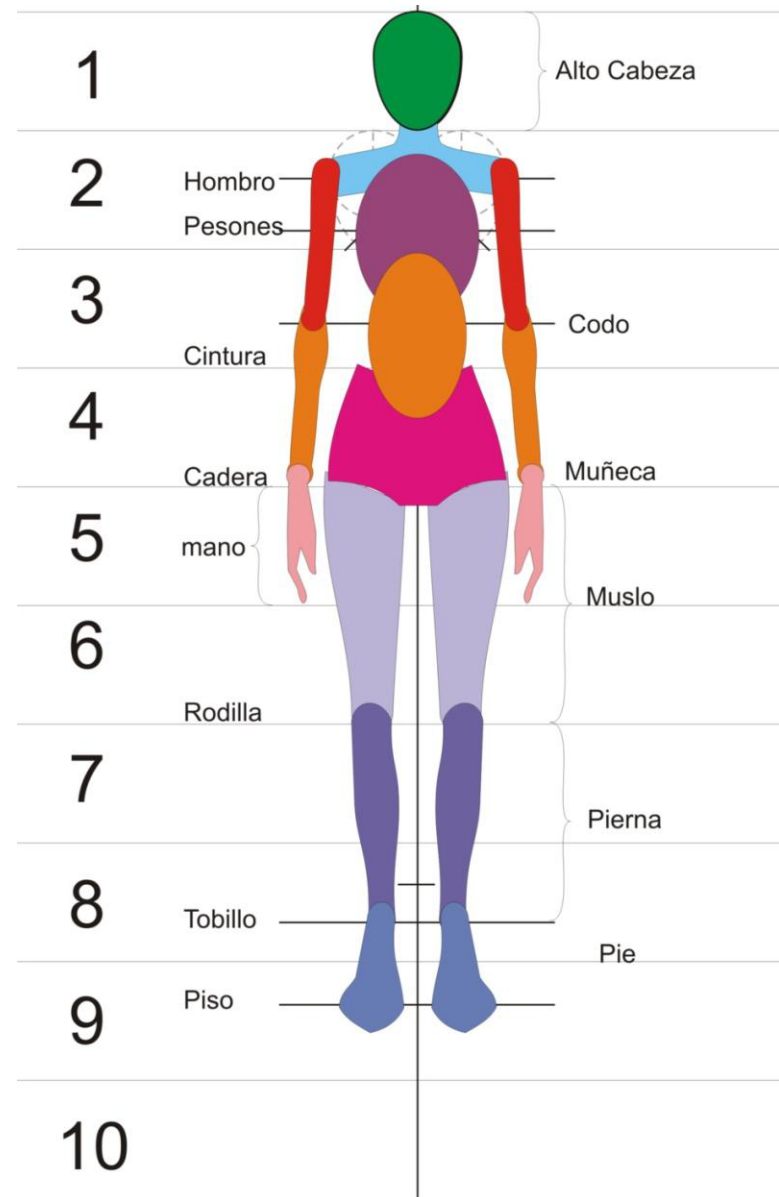 1
Alto Cabeza
2
Hombro
Pesones
3
Codo
Cintura
4
Cadera
Muñeca
5
mano
Muslo
6
Rodilla
7
Pierna
8
Tobillo
Pie
9
Piso
10